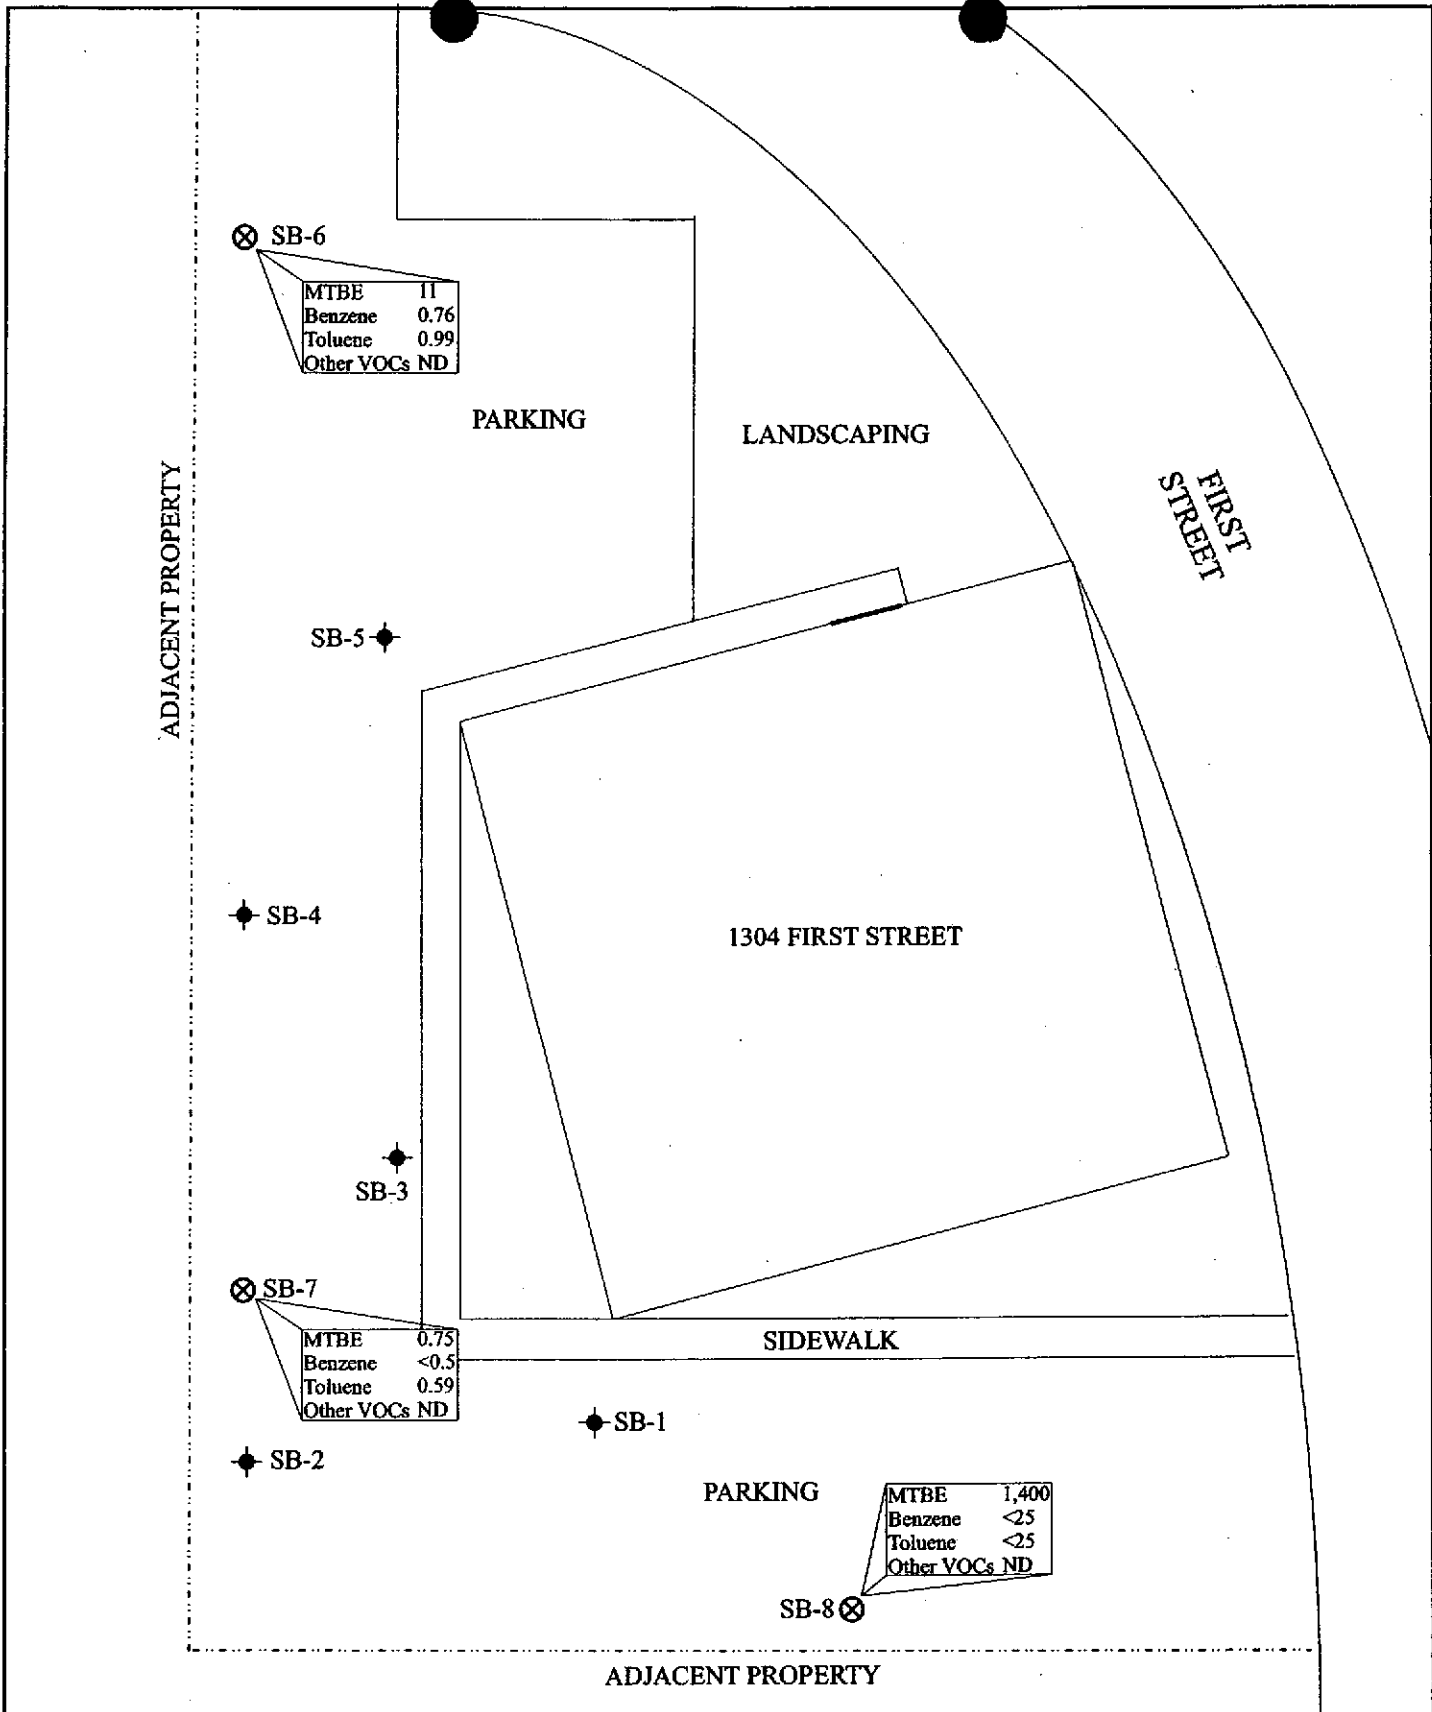 SB-6
MTBE 11
Benzene 0.76
Toluene 0.99
Other VOCs ND
PARKING
LANDSCAPING
FIRST
STREET
ADJACENT PROPERTY
SB-5
SB-4
1304 FIRST STREET
SB-3
SB-7
MTBE 0.75
Benzene <0.5
Toluene 0.59
Other VOCs ND
SIDEWALK
SB-1
SB-2
PARKING
MTBE 1,400
Benzene <25
Toluene <25
Other VOCs ND
SB-8
ADJACENT PROPERTY